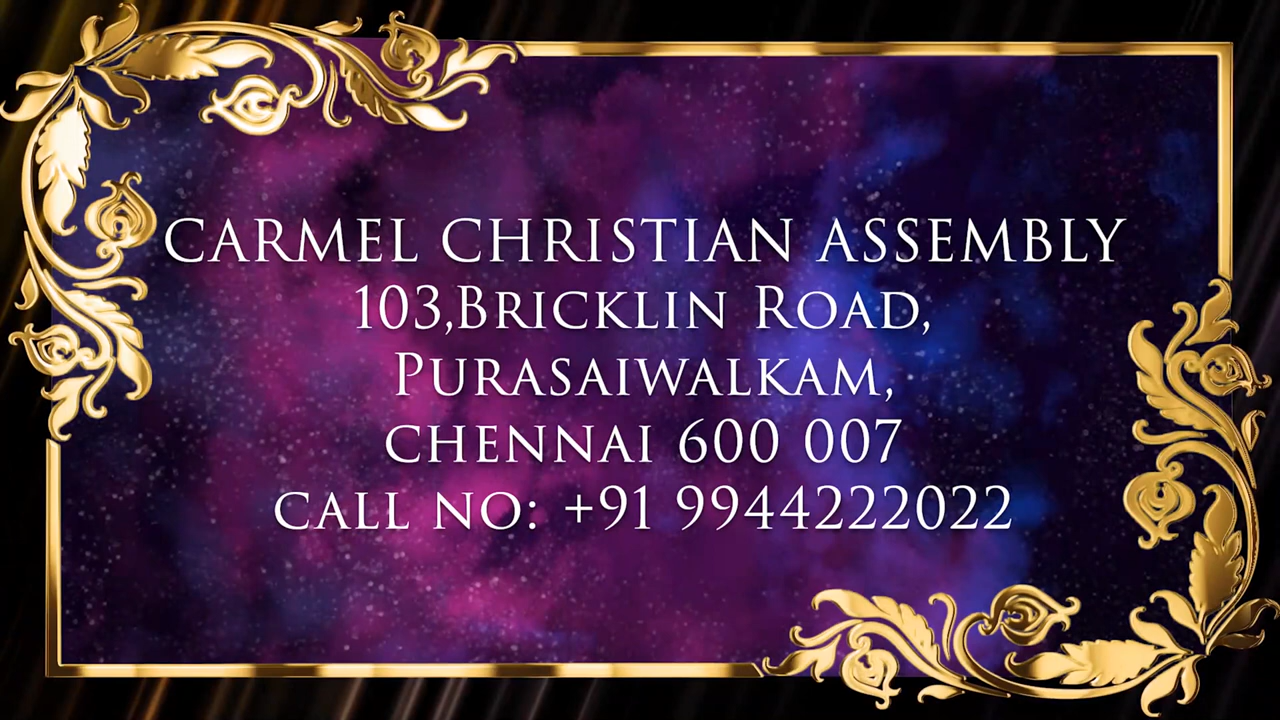 CARMEL CHRISTIAN ASSEMBLY
103,Bricklin Road,
Purasaiwalkam,
chennai 600 007
call no: +91 9944222022